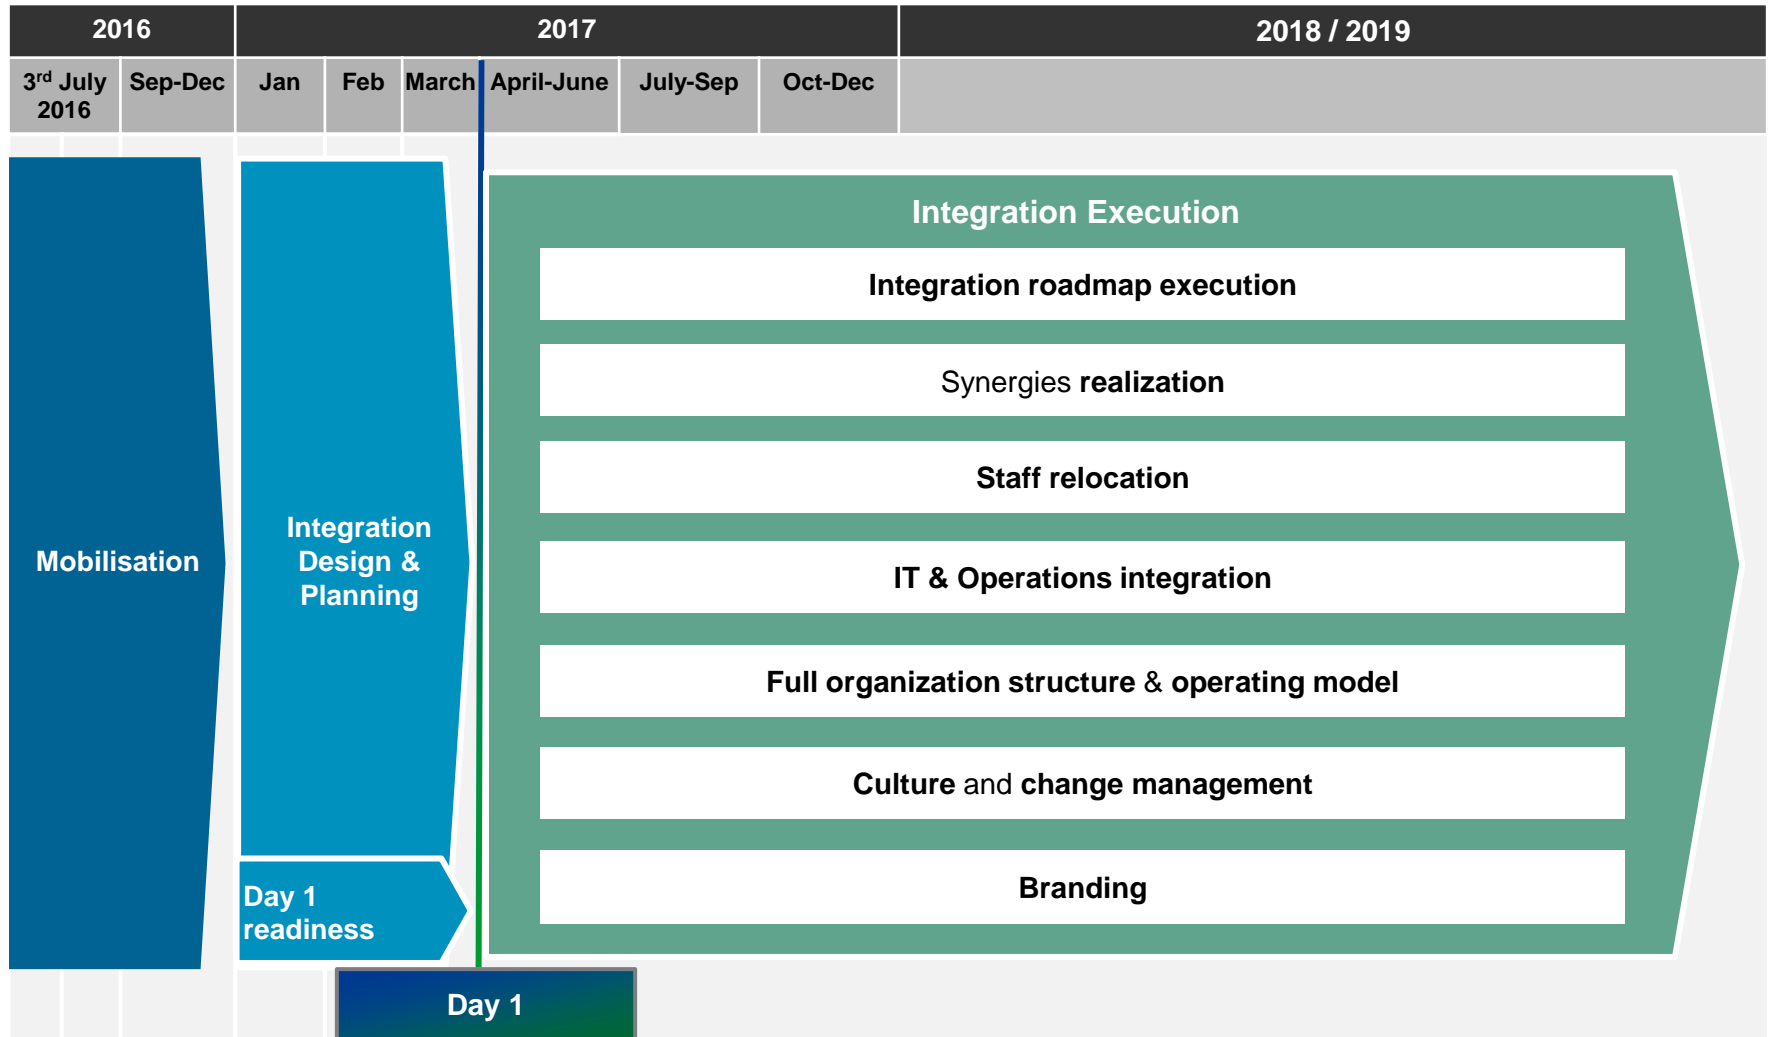 2016
2017
2018 / 2019
3rd July
2016
Sep-Dec
Jan
Feb
March
April-June
July-Sep
Oct-Dec
Mobilisation
Integration
Design &
Planning
Day 1
readiness
Integration Execution
Integration roadmap execution
Synergies realization
Staff relocation
IT & Operations integration
Full organization structure & operating model
Culture and change management
Branding
Day 1